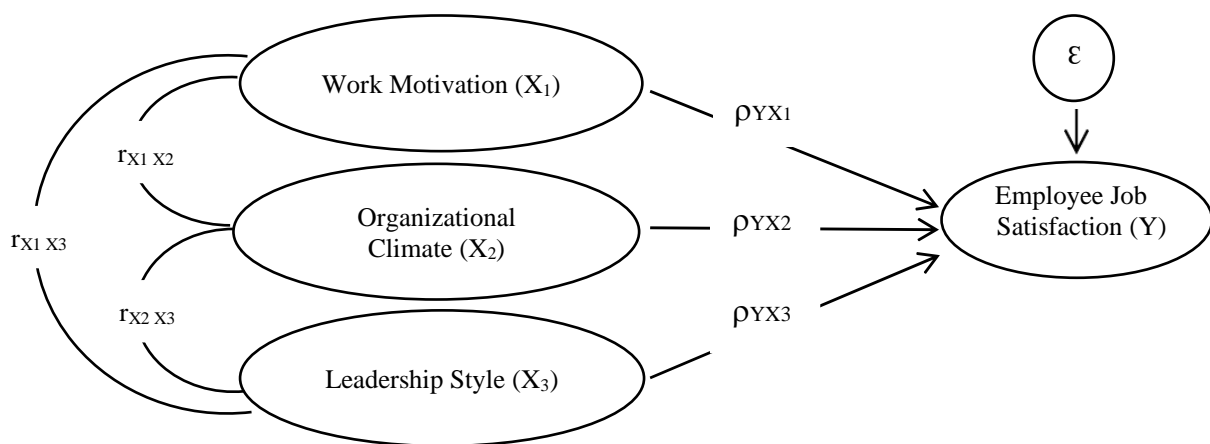 Work Motivation (X₁)
ε
ρYX1
rX1 X2
Employee Job
Satisfaction (Y)
Organizational
Climate (X₂)
ρYX2
rX1 X3
rX2 X3
ρYX3
Leadership Style (X₃)